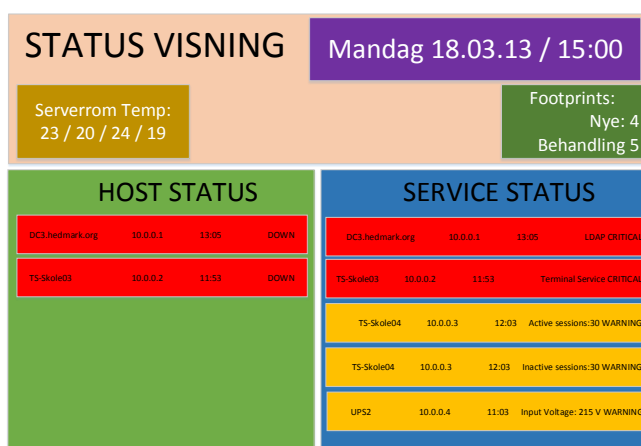 STATUS VISNING
Mandag 18.03.13 / 15:00
Serverrom Temp:
23 / 20 / 24 / 19
Footprints:
Nye: 4
Behandling 5
HOST STATUS
DC3.hedmark.org 10.0.0.1 13:05 DOWN
TS-Skole03 10.0.0.2 11:53 DOWN
SERVICE STATUS
DC3.hedmark.org 10.0.0.1 13:05 LDAP CRITICAL
TS-Skole03 10.0.0.2 11:53 Terminal Service CRITICAL
TS-Skole04 10.0.0.3 12:03 Active sessions:30 WARNING
TS-Skole04 10.0.0.3 12:03 Inactive sessions:30 WARNING
UPS2 10.0.0.4 11:03 Input Voltage: 215 V WARNING